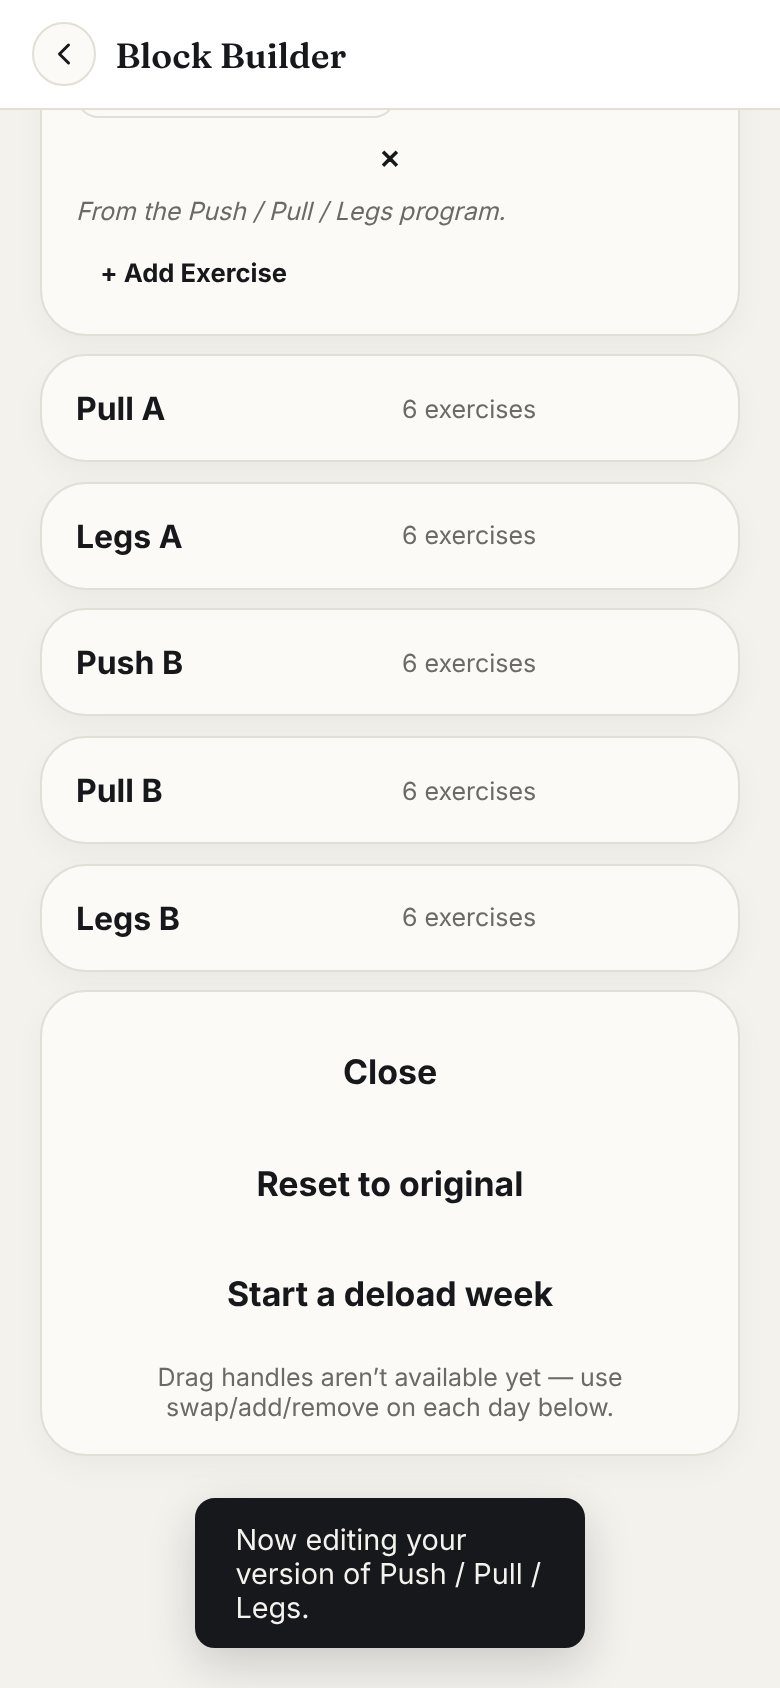 Block Builder
×
From the Push / Pull / Legs program.
+ Add Exercise
Pull A 6 exercises
Legs A 6 exercises
Push B 6 exercises
Pull B 6 exercises
Legs B 6 exercises
Close
Reset to original
Start a deload week
Drag handles aren’t available yet — use
swap/add/remove on each day below.
Now editing your
version of Push / Pull /
Legs.